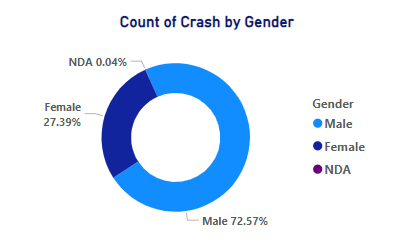 Count of Crash by Gender
NDA 0.04%
Female
27.39%
Male 72.57%
Gender
Male
Female
NDA